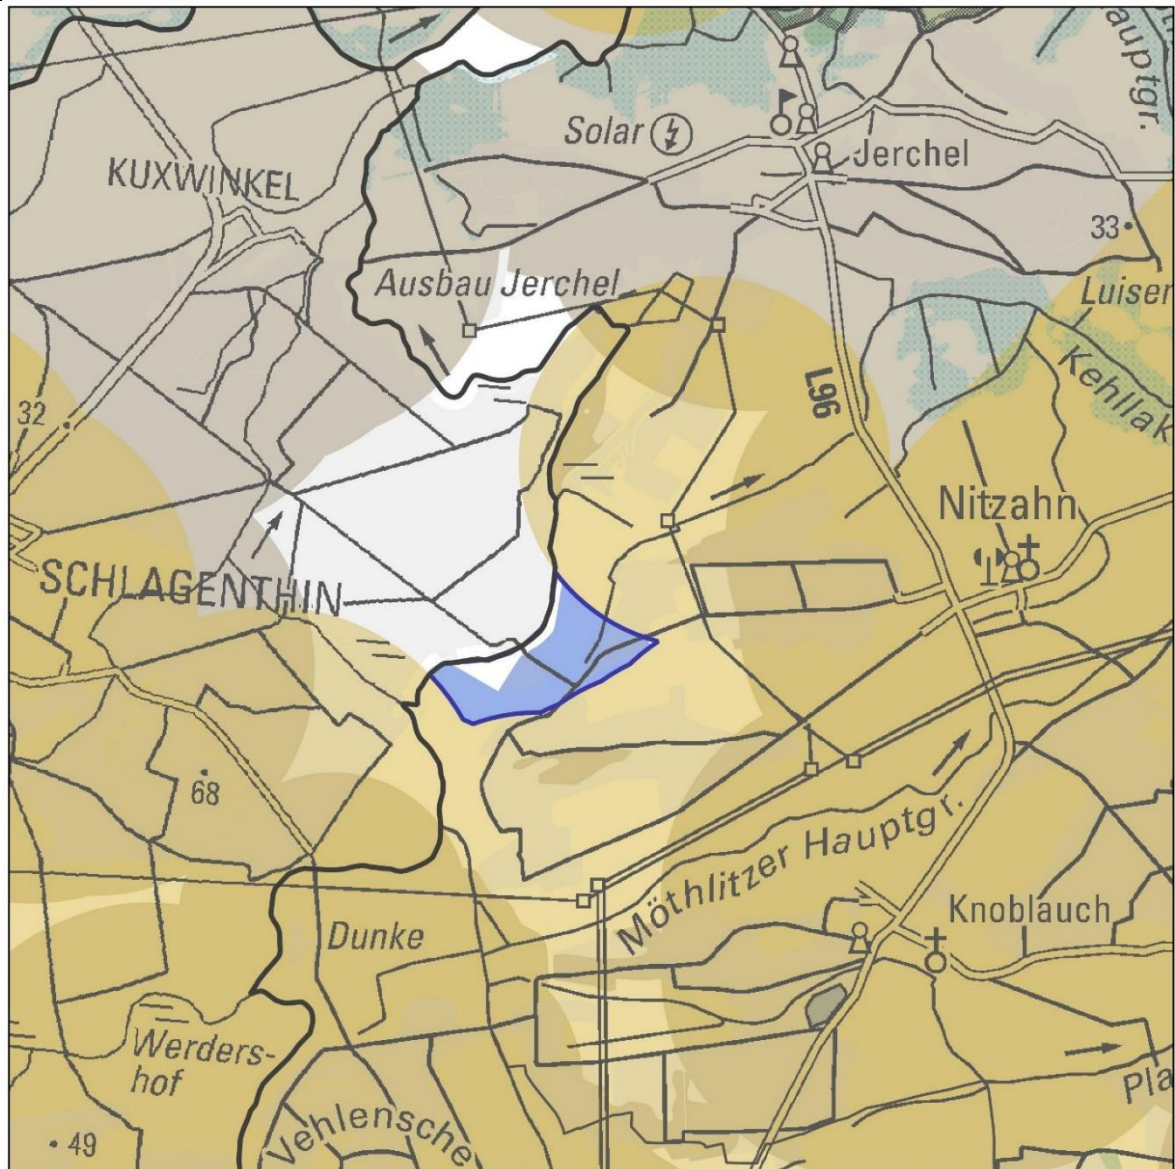 auptgr.
Solar
Jerchel
KUXWINKEL
33
Ausbau Jerchel
Luiser
Kehllak
L96
32
Nitzahn
SCHLAGENTHIN
68
Möthlitzer Hauptgr.
Knoblauch
Dunke
Werders-
hof
Pla
Vehlensche
49